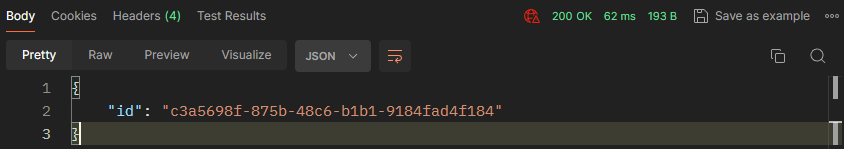 Body Cookies Headers (4) Test Results 200 OK 62 ms 193 B Save as example
Pretty Raw Preview Visualize JSON
1 {
2 "id": "c3a5698f-875b-48c6-b1b1-9184fad4f184"
3 }